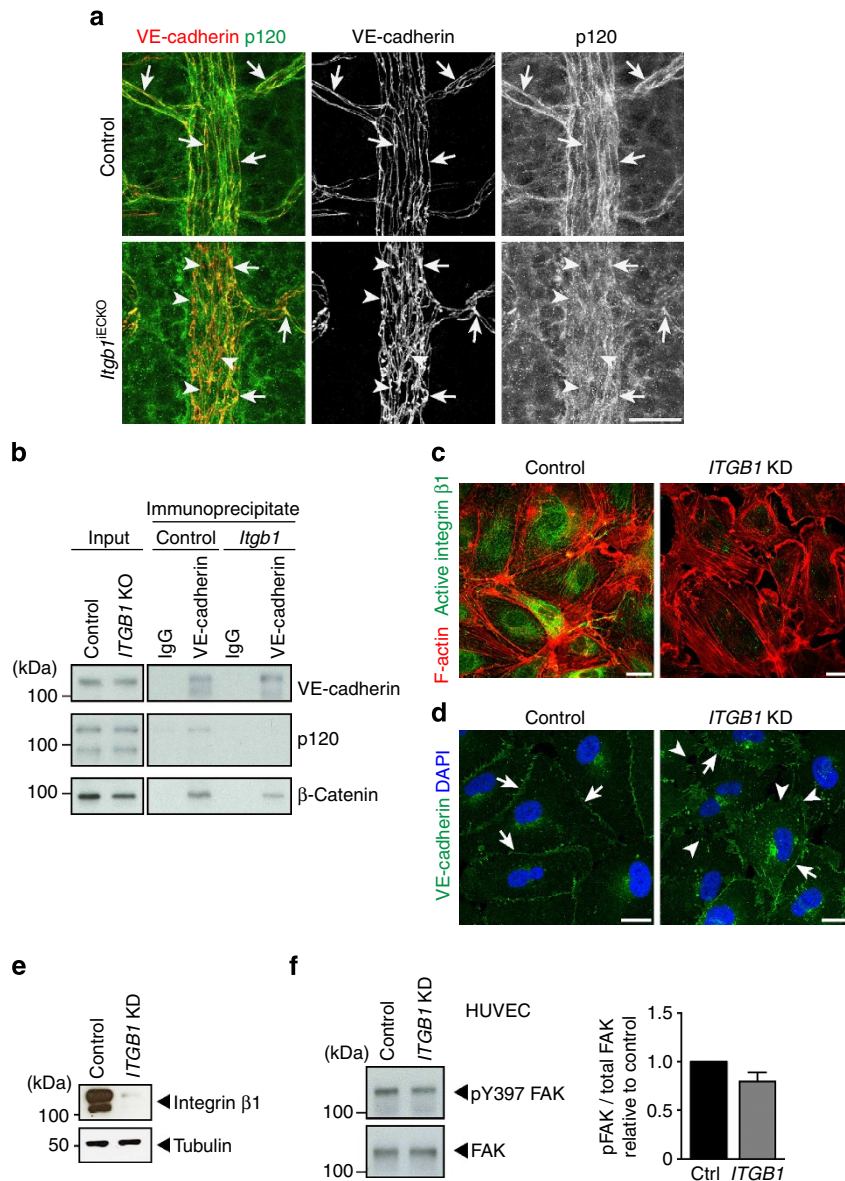 a
VE-cadherin p120
VE-cadherin
p120
Control
Itgb1iECKO
b
Immunoprecipitate
Input
Control
Itgb1
Control
ITGB1 KO
IgG
VE-cadherin
IgG
VE-cadherin
(kDa)
100
VE-cadherin
100
p120
100
β-Catenin
c
Control
ITGB1 KD
F-actin Active integrin β1
d
Control
ITGB1 KD
VE-cadherin DAPI
e
Control
ITGB1 KD
(kDa)
100
Integrin β1
50
Tubulin
f
Control
ITGB1 KD
HUVEC
(kDa)
100
pY397 FAK
100
FAK
pFAK / total FAK
relative to control
1.5
1.0
0.5
0
Ctrl ITGB1